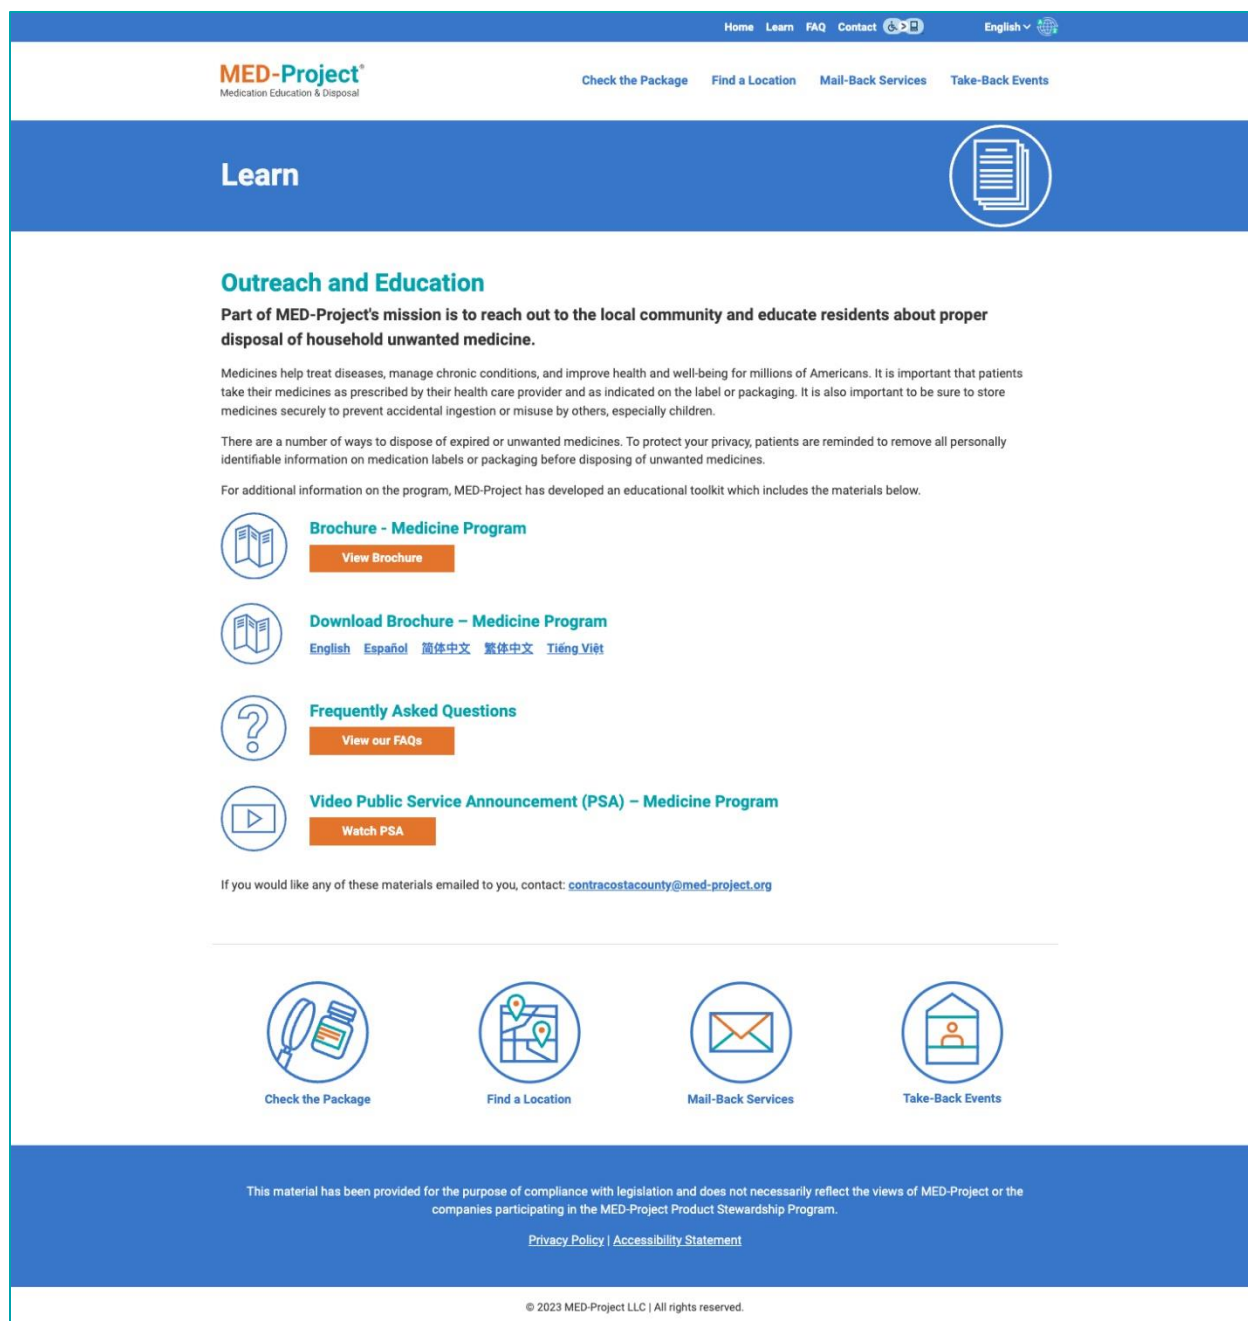 Home Learn FAQ Contact English
MED-Project®
Medication Education & Disposal
Check the Package Find a Location Mail-Back Services Take-Back Events
Learn
Outreach and Education
Part of MED-Project's mission is to reach out to the local community and educate residents about proper
disposal of household unwanted medicine.
Medicines help treat diseases, manage chronic conditions, and improve health and well-being for millions of Americans. It is important that patients
take their medicines as prescribed by their health care provider and as indicated on the label or packaging. It is also important to be sure to store
medicines securely to prevent accidental ingestion or misuse by others, especially children.
There are a number of ways to dispose of expired or unwanted medicines. To protect your privacy, patients are reminded to remove all personally
identifiable information on medication labels or packaging before disposing of unwanted medicines.
For additional information on the program, MED-Project has developed an educational toolkit which includes the materials below.
Brochure - Medicine Program
View Brochure
Download Brochure – Medicine Program
English Español 简体中文 繁体中文 Tiếng Việt
Frequently Asked Questions
View our FAQs
Video Public Service Announcement (PSA) – Medicine Program
Watch PSA
If you would like any of these materials emailed to you, contact: contracostacounty@med-project.org
Check the Package Find a Location Mail-Back Services Take-Back Events
This material has been provided for the purpose of compliance with legislation and does not necessarily reflect the views of MED-Project or the
companies participating in the MED-Project Product Stewardship Program.
Privacy Policy | Accessibility Statement
© 2023 MED-Project LLC | All rights reserved.